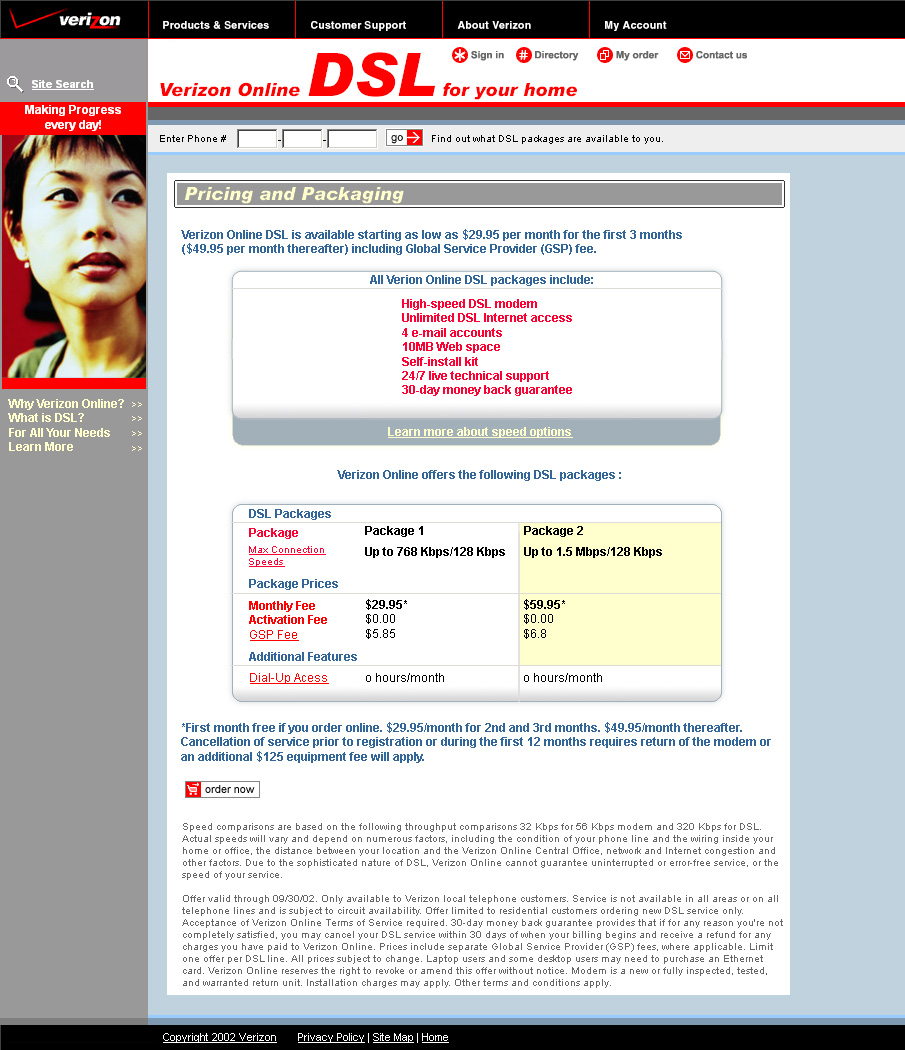 verizon
Products & Services
Customer Support
About Verizon
My Account
Site Search
Making Progress
every day!
Why Verizon Online? >>
What is DSL? >>
For All Your Needs >>
Learn More >>
Sign in
# Directory
My order
Contact us
Verizon Online DSL for your home
Enter Phone # - - go Find out what DSL packages are available to you.
Pricing and Packaging
Verizon Online DSL is available starting as low as $29.95 per month for the first 3 months
($49.95 per month thereafter) including Global Service Provider (GSP) fee.
All Verion Online DSL packages include:
High-speed DSL modem
Unlimited DSL Internet access
4 e-mail accounts
10MB Web space
Self-install kit
24/7 live technical support
30-day money back guarantee
Learn more about speed options
Verizon Online offers the following DSL packages :
DSL Packages
Package Package 1 Package 2
Max Connection
Speeds Up to 768 Kbps/128 Kbps Up to 1.5 Mbps/128 Kbps
Package Prices
Monthly Fee $29.95* $59.95*
Activation Fee $0.00 $0.00
GSP Fee $5.85 $6.8
Additional Features
Dial-Up Acess o hours/month o hours/month
*First month free if you order online. $29.95/month for 2nd and 3rd months. $49.95/month thereafter.
Cancellation of service prior to registration or during the first 12 months requires return of the modem or
an additional $125 equipment fee will apply.
order now
Speed comparisons are based on the following throughput comparisons 32 Kbps for 56 Kbps modem and 320 Kbps for DSL.
Actual speeds will vary and depend on numerous factors, including the condition of your phone line and the wiring inside your
home or office, the distance between your location and the Verizon Online Central Office, network and Internet congestion and
other factors. Due to the sophisticated nature of DSL, Verizon Online cannot guarantee uninterrupted or error-free service, or the
speed of your service.
Offer valid through 09/30/02. Only available to Verizon local telephone customers. Service is not available in all areas or on all
telephone lines and is subject to circuit availability. Offer limited to residential customers ordering new DSL service only.
Acceptance of Verizon Online Terms of Service required. 30-day money back guarantee provides that if for any reason you're not
completely satisfied, you may cancel your DSL service within 30 days of when your billing begins and receive a refund for any
charges you have paid to Verizon Online. Prices include separate Global Service Provider (GSP) fees, where applicable. Limit
one offer per DSL line. All prices subject to change. Laptop users and some desktop users may need to purchase an Ethernet
card. Verizon Online reserves the right to revoke or amend this offer without notice. Modem is a new or fully inspected, tested,
and warranted return unit. Installation charges may apply. Other terms and conditions apply.
Copyright 2002 Verizon Privacy Policy | Site Map | Home